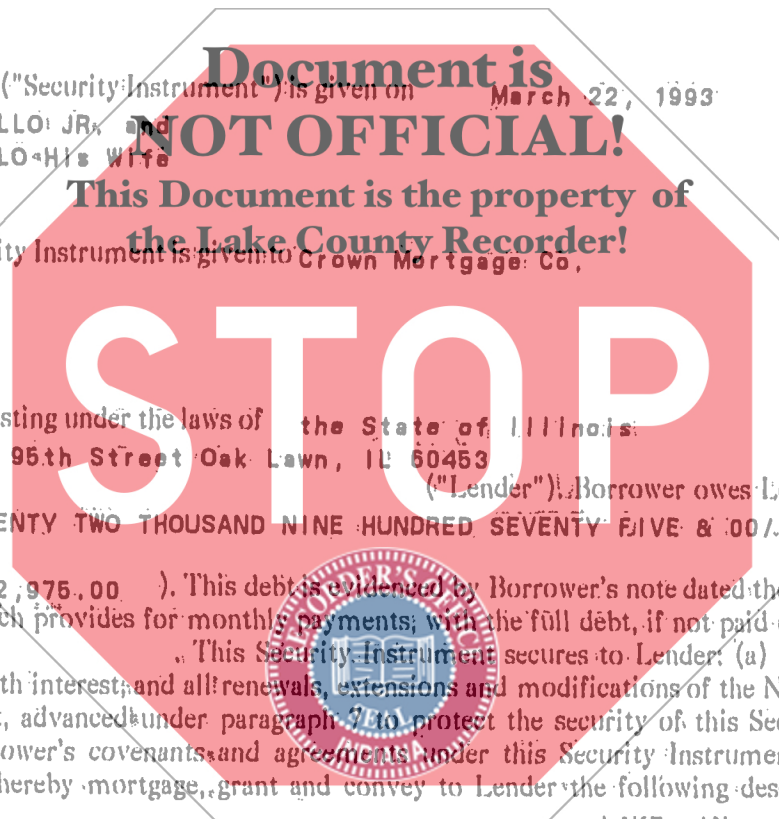 Document is
("Security Instrument") is given on March 22, 1993
LLO JR. and
NOT OFFICIAL!
LO His Wife
This Document is the property of
the Lake County Recorder!
ity Instrument is given to Crown Mortgage Co.
STOP
sting under the laws of the State of Illinois
95th Street Oak Lawn, IL 60453
("Lender"). Borrower owes L
ENTY TWO THOUSAND NINE HUNDRED SEVENTY FIVE & 00/
2,975.00 ). This debt is evidenced by Borrower's note dated the
ch provides for monthly payments, with the full debt, if not paid
. This Security Instrument secures to Lender: (a)
th interest, and all renewals, extensions and modifications of the N
, advanced under paragraph 7 to protect the security of this Sec
ower's covenants and agreements under this Security Instrumen
hereby mortgage, grant and convey to Lender the following des
SEAL